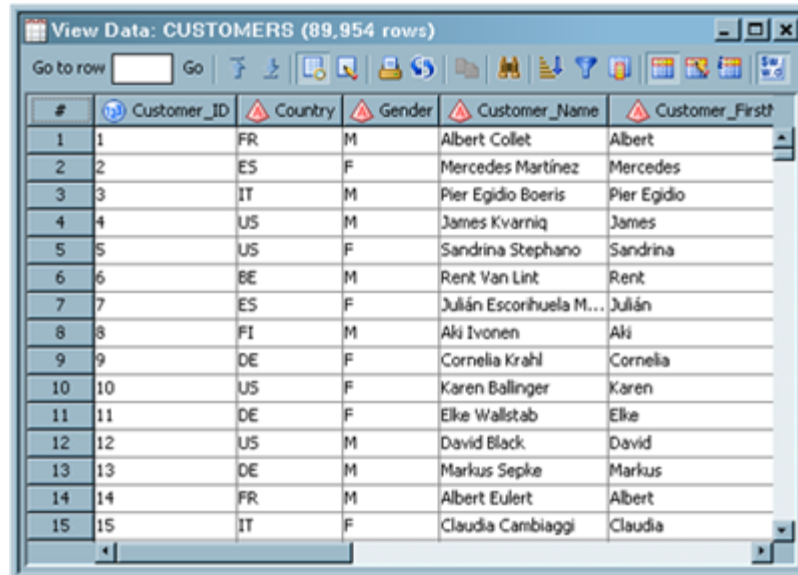 View Data: CUSTOMERS (89,954 rows)
Go to row Go
# Customer_ID Country Gender Customer_Name Customer_FirstN
1 1 FR M Albert Collet Albert
2 2 ES F Mercedes Martínez Mercedes
3 3 IT M Pier Egidio Boeris Pier Egidio
4 4 US M James Kvarniq James
5 5 US F Sandrina Stephano Sandrina
6 6 BE M Rent Van Lint Rent
7 7 ES F Julián Escorihuela M... Julián
8 8 FI M Aki Ivonen Aki
9 9 DE F Cornelia Krahl Cornelia
10 10 US F Karen Ballinger Karen
11 11 DE F Elke Wallstab Elke
12 12 US M David Black David
13 13 DE M Markus Sepke Markus
14 14 FR M Albert Eulert Albert
15 15 IT F Claudia Cambiaggi Claudia